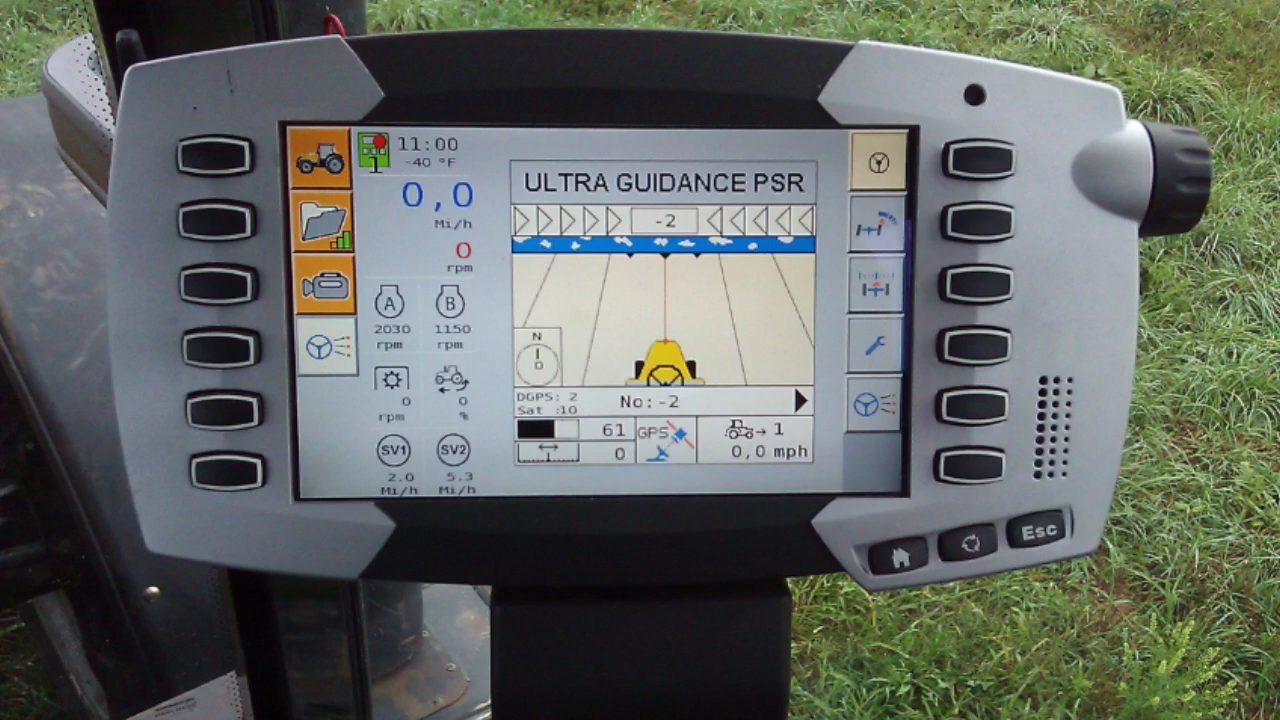 1
11:00
-40 °F
0,0
Mi/h
0
rpm
A
B
2030
1150
rpm
rpm
0
0
rpm
%
SV1
SV2
2.0
5.3
Mi/h
Mi/h
ULTRA GUIDANCE PSR
-2
N
0
DGPS: 2
Sat :10
No:-2
61
GPS
1
0
0,0 mph
Esc